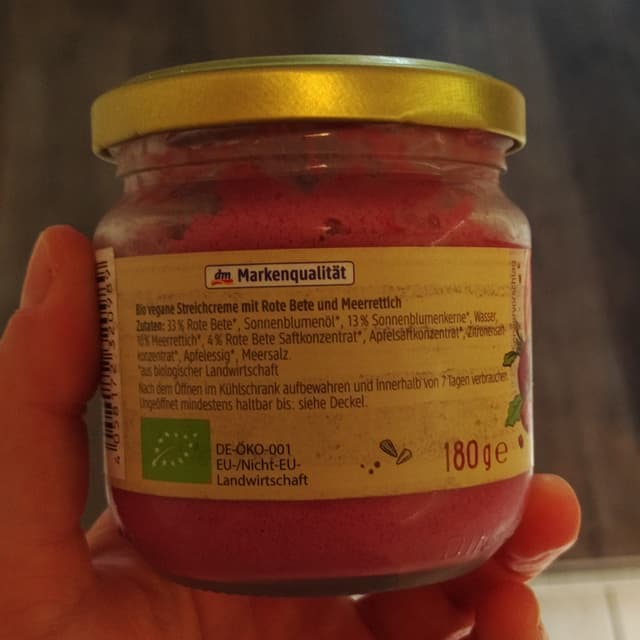 dm Markenqualität
Bio vegane Streichcreme mit Rote Bete und Meerrettich
Zutaten: 33 % Rote Bete*, Sonnenblumenöl*, 13 % Sonnenblumenkerne*, Wasser,
10% Meerrettich*, 4 % Rote Bete Saftkonzentrat*, Apfelsaftkonzentrat*, Zitronensaft-
konzentrat*, Apfelessig*, Meersalz.
*aus biologischer Landwirtschaft
Nach dem Öffnen im Kühlschrank aufbewahren und innerhalb von 7 Tagen verbrauchen.
Ungeöffnet mindestens haltbar bis: siehe Deckel.
DE-ÖKO-001
EU-/Nicht-EU-
Landwirtschaft
180 g e